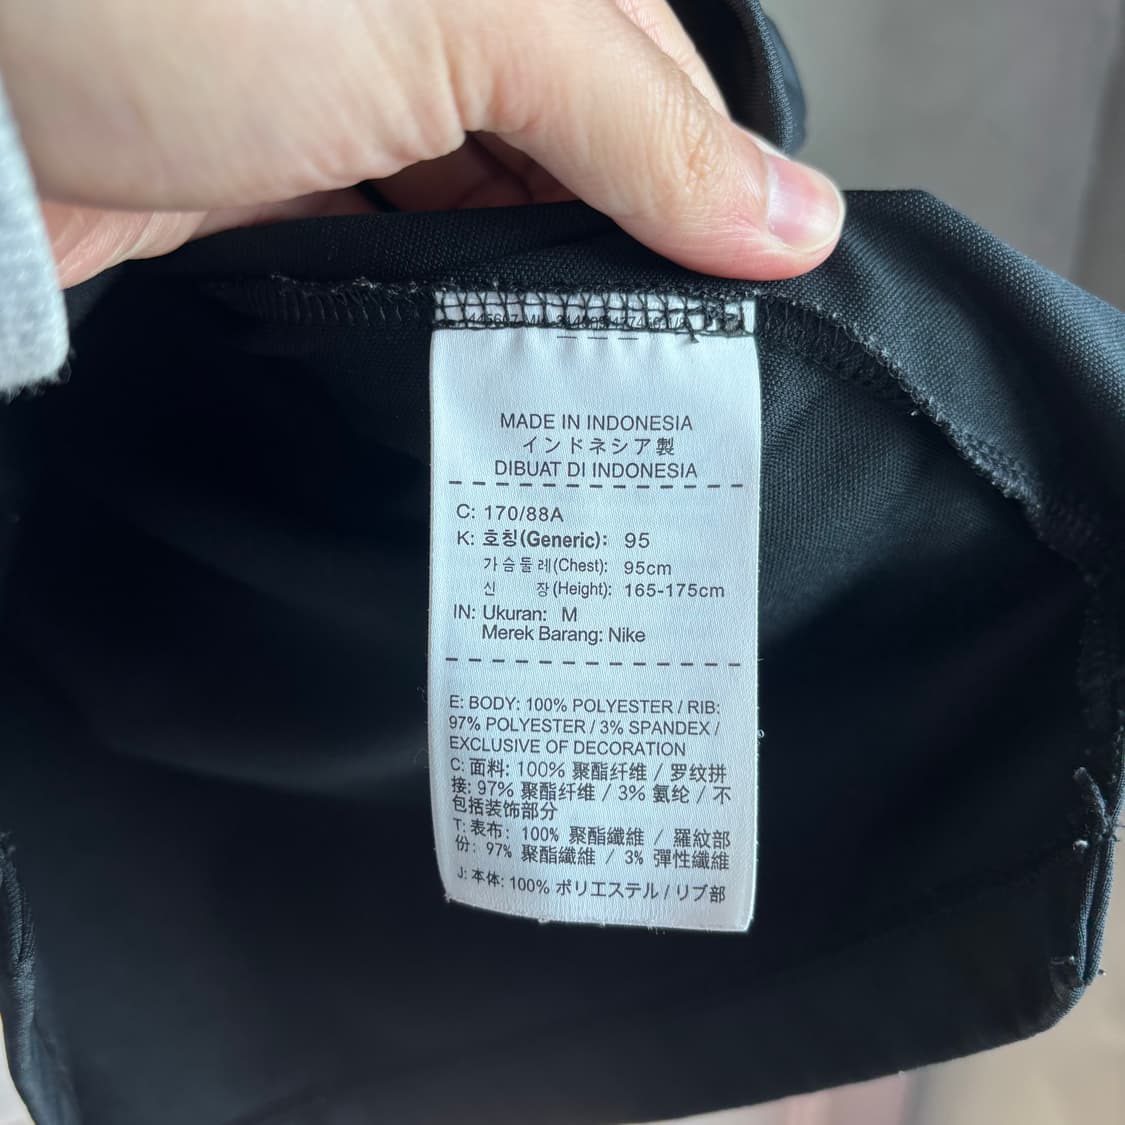 MADE IN INDONESIA
インドネシア製
DIBUAT DI INDONESIA
C: 170/88A
K: 호칭(Generic): 95
가슴둘레(Chest): 95cm
신 장(Height): 165-175cm
IN: Ukuran: M
Merek Barang: Nike
E: BODY: 100% POLYESTER / RIB:
97% POLYESTER / 3% SPANDEX /
EXCLUSIVE OF DECORATION
C: 面料: 100% 聚酯纤维 / 罗纹拼
接: 97% 聚酯纤维 / 3% 氨纶 / 不
包括装饰部分
T: 表布: 100% 聚酯纖維 / 羅紋部
份: 97% 聚酯纖維 / 3% 彈性纖維
J: 本体: 100% ポリエステル / リブ部